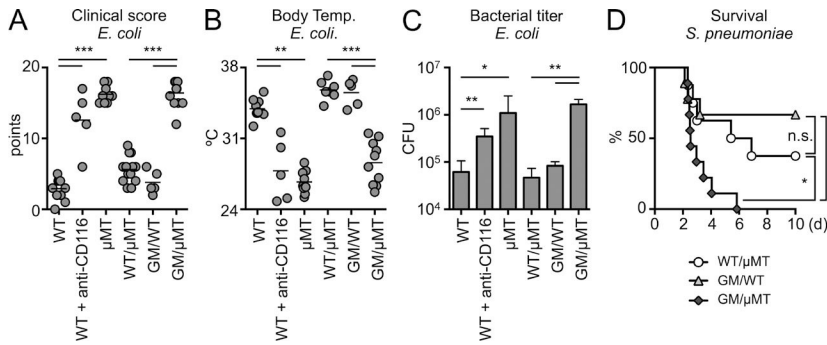 A
Clinical score
E. coli
***
***
20
15
10
5
0
points
WT
WT + anti-CD116
µMT
WT/µMT
GM/WT
GM/µMT
B
Body Temp.
E. coli.
**
***
38
31
24
ºC
WT
WT + anti-CD116
µMT
WT/µMT
GM/WT
GM/µMT
C
Bacterial titer
E. coli
*
**
**
10⁷
10⁶
10⁵
10⁴
CFU
WT
WT + anti-CD116
µMT
WT/µMT
GM/WT
GM/µMT
D
Survival
S. pneumoniae
100
50
0
%
n.s.
*
0 2 4 6 8 10 (d)
WT/µMT
GM/WT
GM/µMT